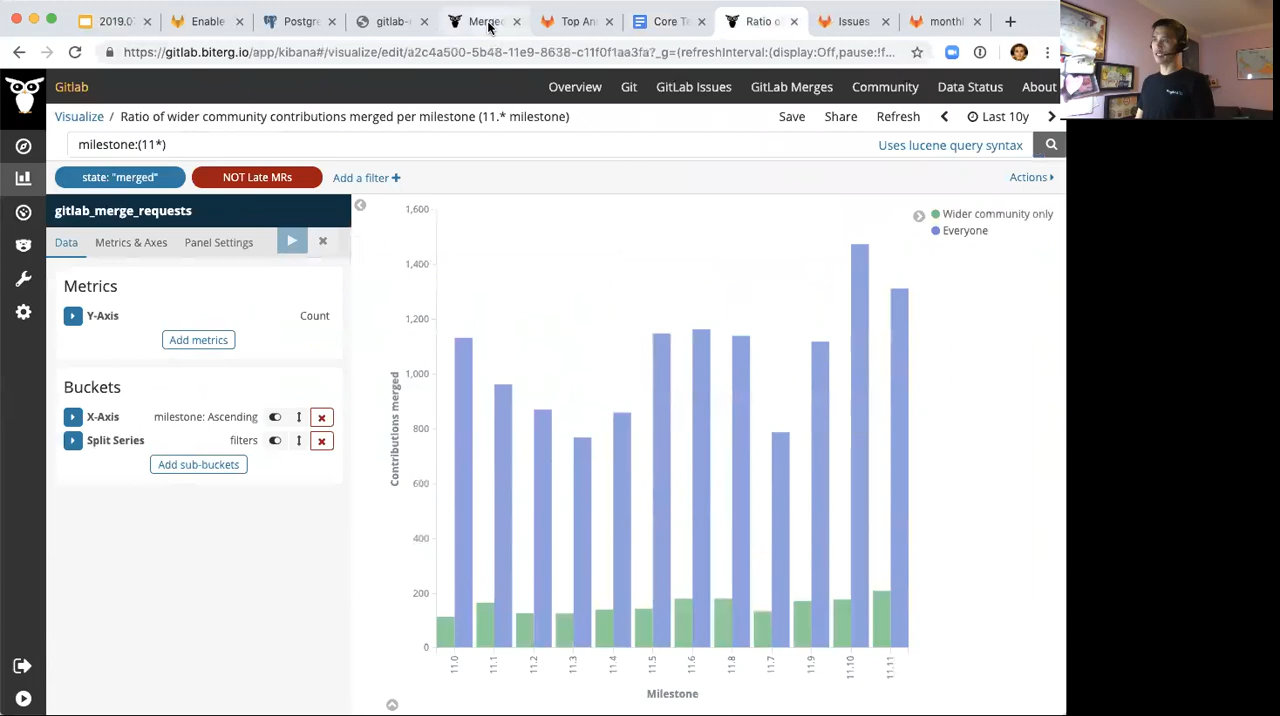 2019.0
Enable
Postgre
gitlab-
Merge
Top An
Core Te
Ratio o
Issues
month
https://gitlab.biterg.io/app/kibana#/visualize/edit/a2c4a500-5b48-11e9-8638-c11f0f1aa3fa?_g=(refreshInterval:(display:Off,pause:!f...
Gitlab
Overview Git GitLab Issues GitLab Merges Community Data Status About
Visualize / Ratio of wider community contributions merged per milestone (11.* milestone)
Save Share Refresh Last 10y
milestone:(11*)
Uses lucene query syntax
state: "merged" NOT Late MRs Add a filter +
Actions
gitlab_merge_requests
Data Metrics & Axes Panel Settings
Metrics
Y-Axis Count
Add metrics
Buckets
X-Axis milestone: Ascending
Split Series filters
Add sub-buckets
Wider community only
Everyone
1,600
1,400
1,200
1,000
800
600
400
200
0
Contributions merged
11.0 11.1 11.2 11.3 11.4 11.5 11.6 11.8 11.7 11.9 11.10 11.11
Milestone